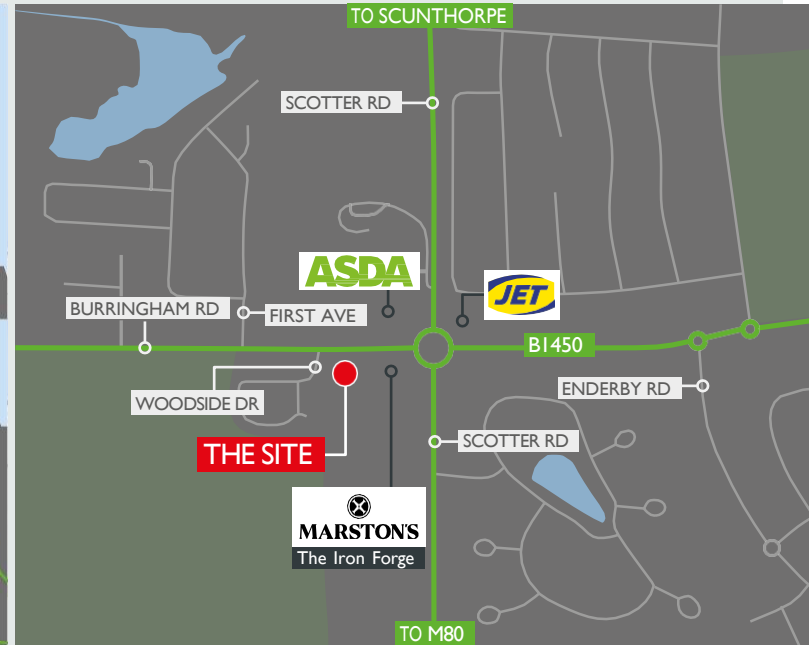 TO SCUNTHORPE
SCOTTER RD
ASDA
JET
BURRINGHAM RD
FIRST AVE
B1450
ENDERBY RD
WOODSIDE DR
THE SITE
SCOTTER RD
MARSTON'S
The Iron Forge
TO M80